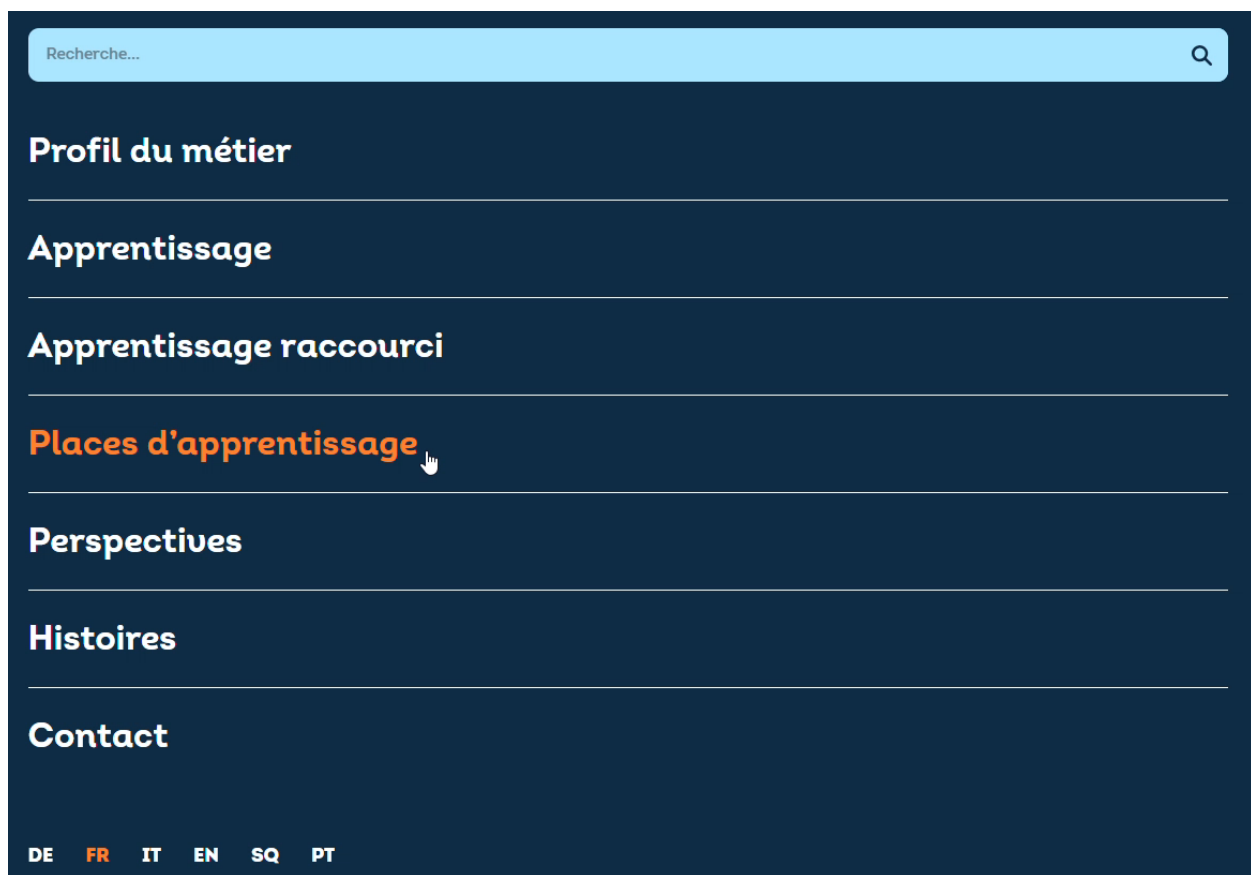 Recherche...
Profil du métier
Apprentissage
Apprentissage raccourci
Places d’apprentissage
Perspectives
Histoires
Contact
DE FR IT EN SQ PT